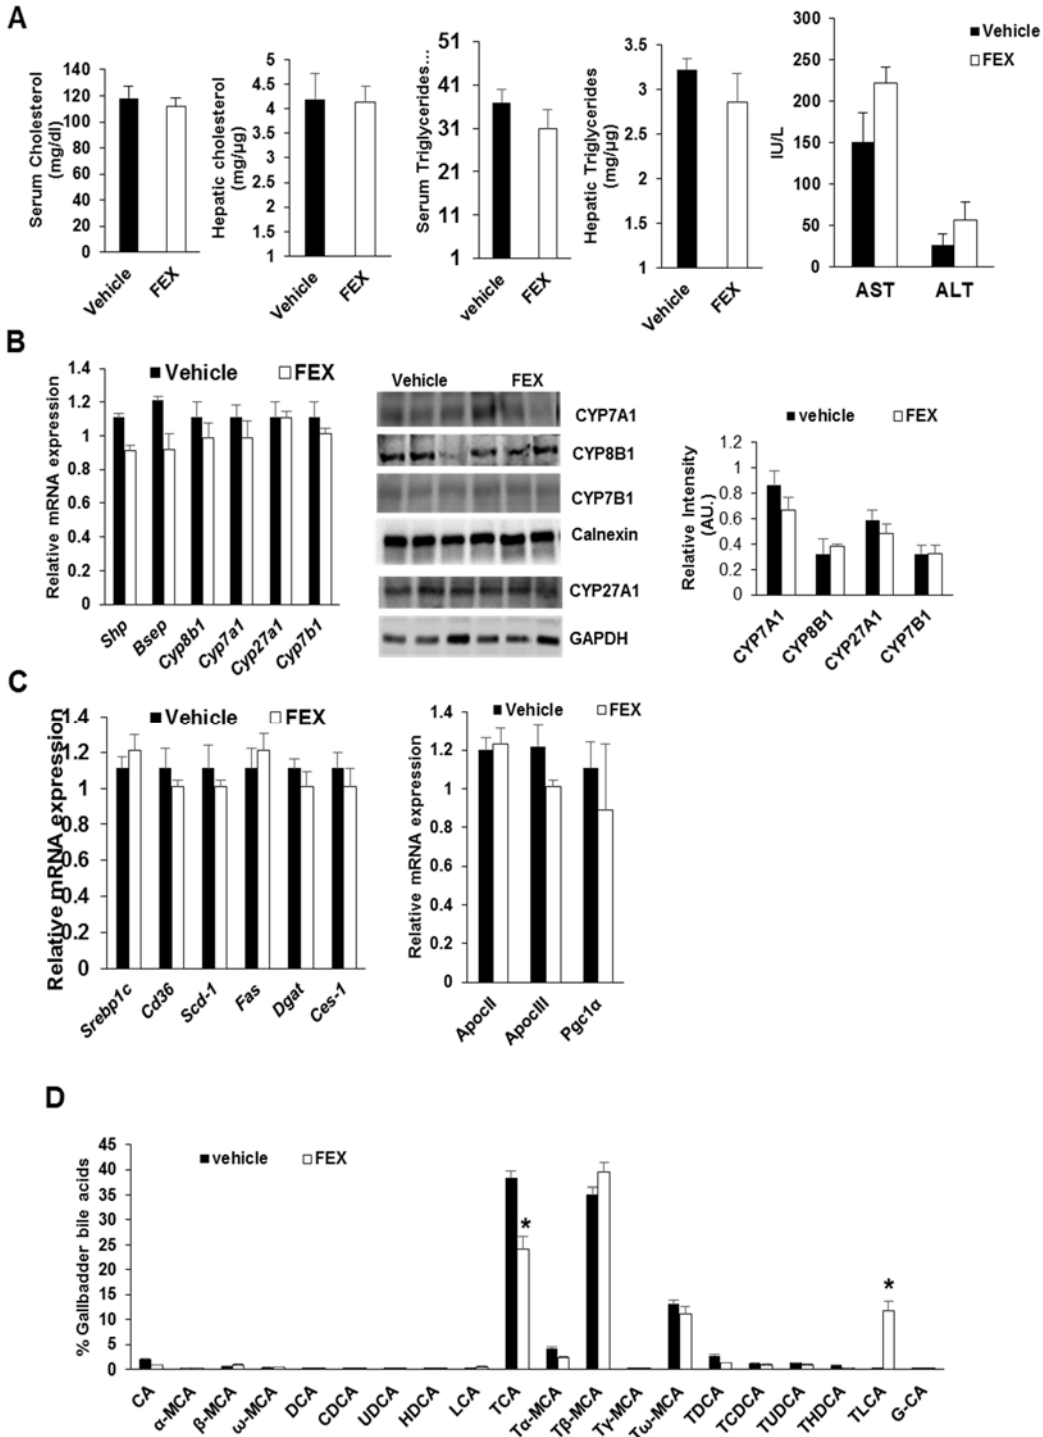 A
Serum Cholesterol
(mg/dl)
140
120
100
80
60
40
20
0
Vehicle
FEX
Hepatic cholesterol
(mg/µg)
5
4.5
4
3.5
3
2.5
2
1.5
1
Vehicle
FEX
Serum Triglycerides...
51
41
31
21
11
1
vehicle
FEX
Hepatic Triglycerides
(mg/µg)
3.5
3
2.5
2
1.5
1
Vehicle
FEX
IU/L
300
250
200
150
100
50
0
AST
ALT
Vehicle
FEX
B
Relative mRNA expression
1.4
1.2
1
0.8
0.6
0.4
0.2
0
Vehicle
FEX
Shp
Bsep
Cyp8b1
Cyp7a1
Cyp27a1
Cyp7b1
Vehicle
FEX
CYP7A1
CYP8B1
CYP7B1
Calnexin
CYP27A1
GAPDH
vehicle
FEX
Relative Intensity
(AU.)
1.2
1
0.8
0.6
0.4
0.2
0
CYP7A1
CYP8B1
CYP27A1
CYP7B1
C
Relative mRNA expression
1.4
1.2
1
0.8
0.6
0.4
0.2
0
Vehicle
FEX
Srebp1c
Cd36
Scd-1
Fas
Dgat
Ces-1
Relative mRNA expression
1.4
1.2
1
0.8
0.6
0.4
0.2
0
Vehicle
FEX
ApocII
ApocIII
Pgc1α
D
% Gallbadder bile acids
45
40
35
30
25
20
15
10
5
0
vehicle
FEX
*
*
CA
α-MCA
β-MCA
ω-MCA
DCA
CDCA
UDCA
HDCA
LCA
TCA
Tα-MCA
Tβ-MCA
Tγ-MCA
Tω-MCA
TDCA
TCDCA
TUDCA
THDCA
TLCA
G-CA